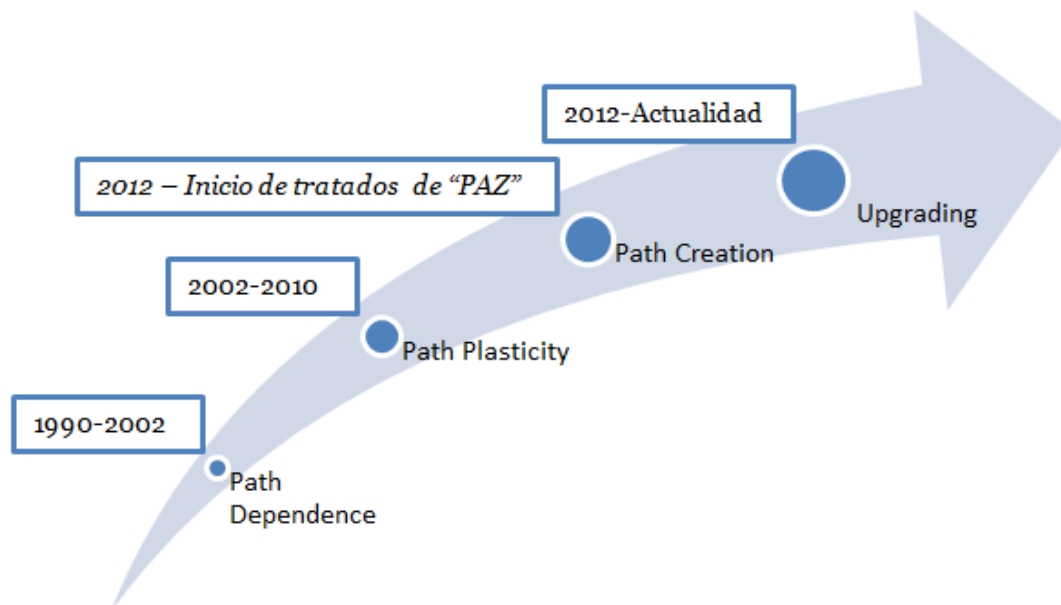 2012-Actualidad
2012 – Inicio de tratados de “PAZ”
Upgrading
Path Creation
2002-2010
Path Plasticity
1990-2002
Path
Dependence